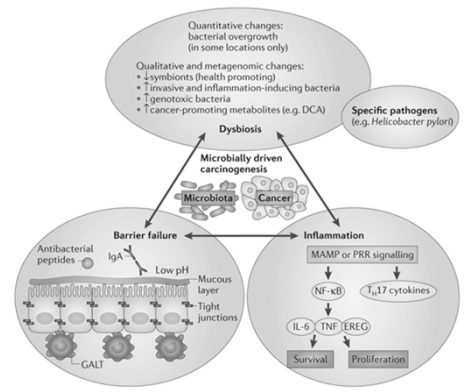 Quantitative changes:
bacterial overgrowth
(in some locations only)
Qualitative and metagenomic changes:
• ↓symbionts (health promoting)
• ↑invasive and inflammation-inducing bacteria
• ↑genotoxic bacteria
• ↑cancer-promoting metabolites (e.g. DCA)
Dysbiosis
Specific pathogens
(e.g. Helicobacter pylori)
Microbially driven
carcinogenesis
Microbiota
Cancer
Barrier failure
Antibacterial
peptides
IgA
Low pH
Mucous
layer
Tight
junctions
GALT
Inflammation
MAMP or PRR signalling
NF-κB
TH17 cytokines
IL-6
TNF
EREG
Survival
Proliferation